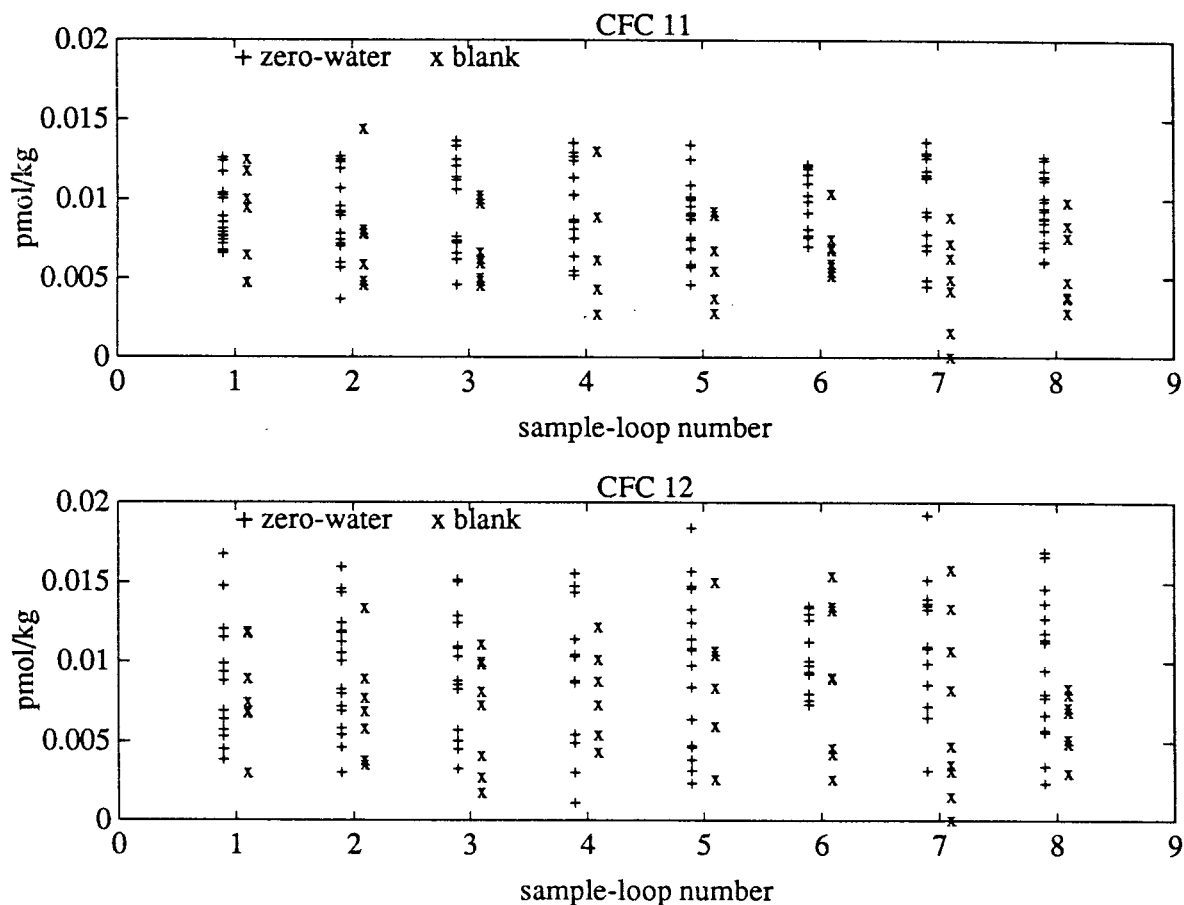 CFC 11
0.02
+ zero-water x blank
0.015
0.01
0.005
0
pmol/kg
0 1 2 3 4 5 6 7 8 9
sample-loop number
CFC 12
0.02
+ zero-water x blank
0.015
0.01
0.005
0
pmol/kg
0 1 2 3 4 5 6 7 8 9
sample-loop number